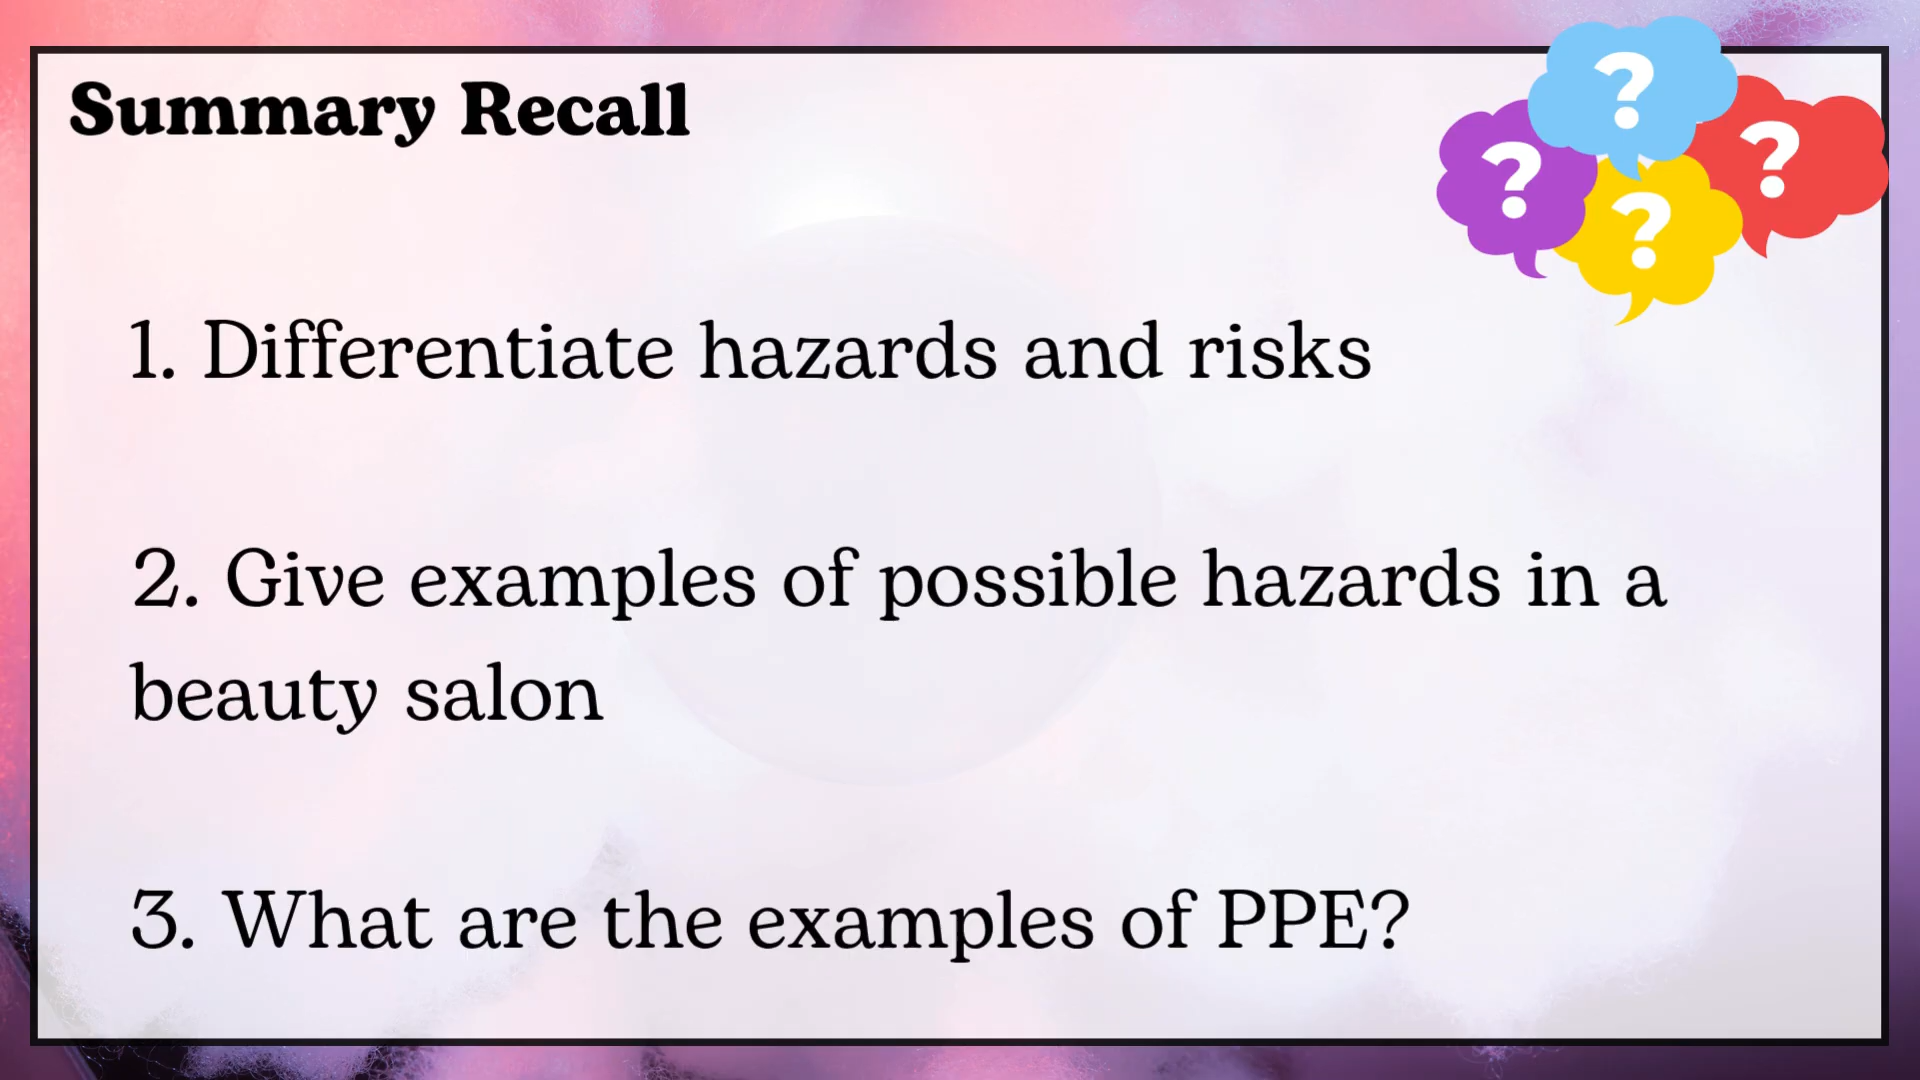 Summary Recall
? ? ? ?
1. Differentiate hazards and risks
2. Give examples of possible hazards in a
beauty salon
3. What are the examples of PPE?